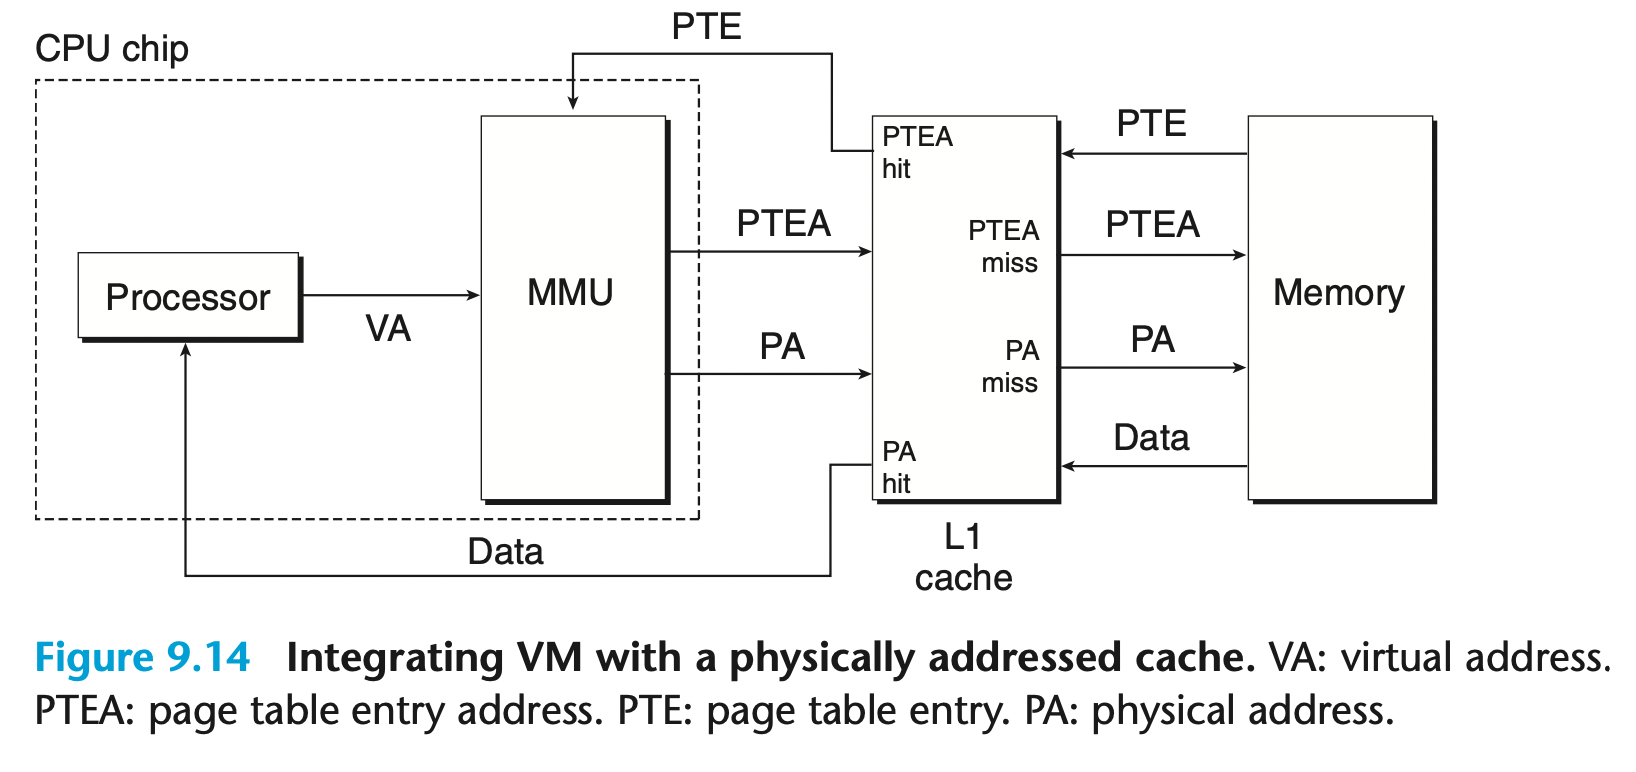 PTE
CPU chip
PTEA
hit
PTE
PTEA
PTEA
miss
PTEA
Processor
VA
MMU
Memory
PA
PA
miss
PA
PA
hit
Data
Data
L1
cache
Figure 9.14 Integrating VM with a physically addressed cache. VA: virtual address.
PTEA: page table entry address. PTE: page table entry. PA: physical address.